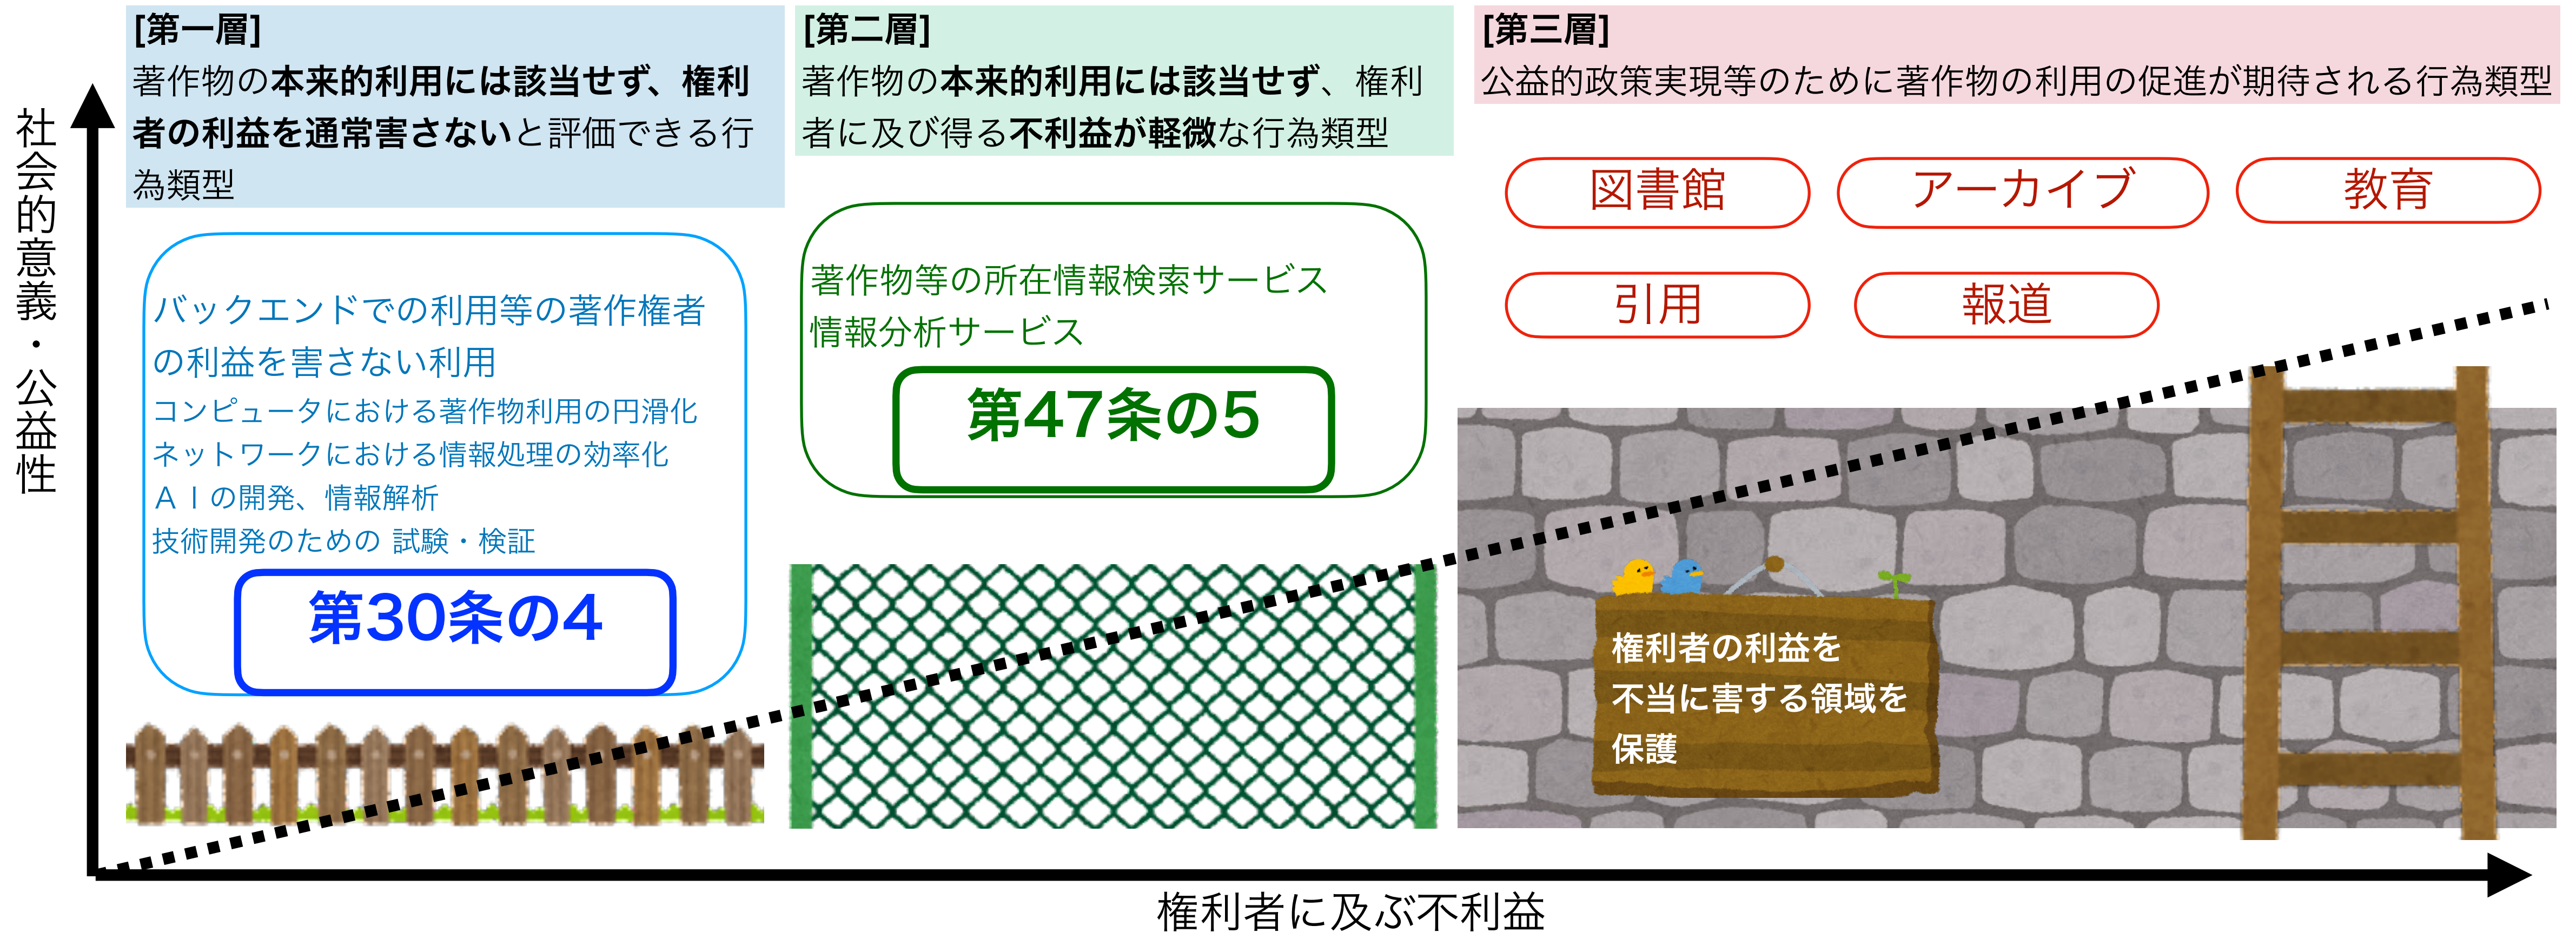 [第一層]
著作物の本来的利用には該当せず、権利
者の利益を通常害さないと評価できる行
為類型
[第二層]
著作物の本来的利用には該当せず、権利
者に及び得る不利益が軽微な行為類型
[第三層]
公益的政策実現等のために著作物の利用の促進が期待される行為類型
社会的意義・公益性
バックエンドでの利用等の著作権者
の利益を害さない利用
コンピュータにおける著作物利用の円滑化
ネットワークにおける情報処理の効率化
ＡＩの開発、情報解析
技術開発のための 試験・検証
第30条の4
著作物等の所在情報検索サービス
情報分析サービス
第47条の5
図書館
アーカイブ
教育
引用
報道
権利者の利益を
不当に害する領域を
保護
権利者に及ぶ不利益